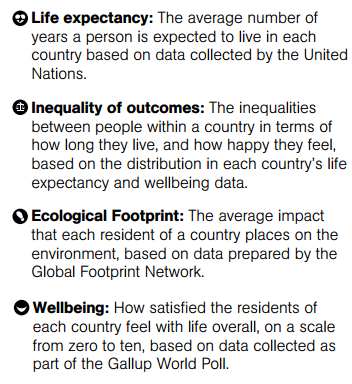 Life expectancy: The average number of
years a person is expected to live in each
country based on data collected by the United
Nations.
Inequality of outcomes: The inequalities
between people within a country in terms of
how long they live, and how happy they feel,
based on the distribution in each country's life
expectancy and wellbeing data.
Ecological Footprint: The average impact
that each resident of a country places on the
environment, based on data prepared by the
Global Footprint Network.
Wellbeing: How satisfied the residents of
each country feel with life overall, on a scale
from zero to ten, based on data collected as
part of the Gallup World Poll.